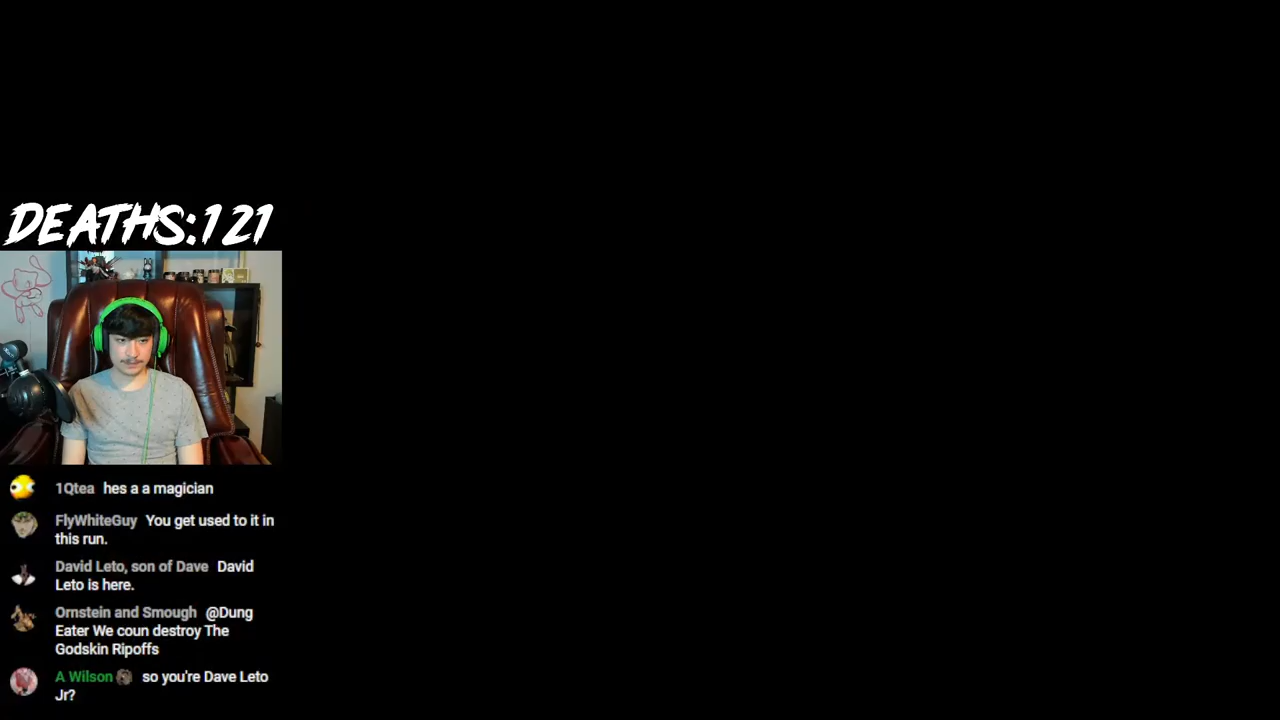 DEATHS:121
1Qtea hes a a magician
FlyWhiteGuy You get used to it in
this run.
David Leto, son of Dave David
Leto is here.
Ornstein and Smough @Dung
Eater We coun destroy The
Godskin Ripoffs
A Wilson so you're Dave Leto
Jr?